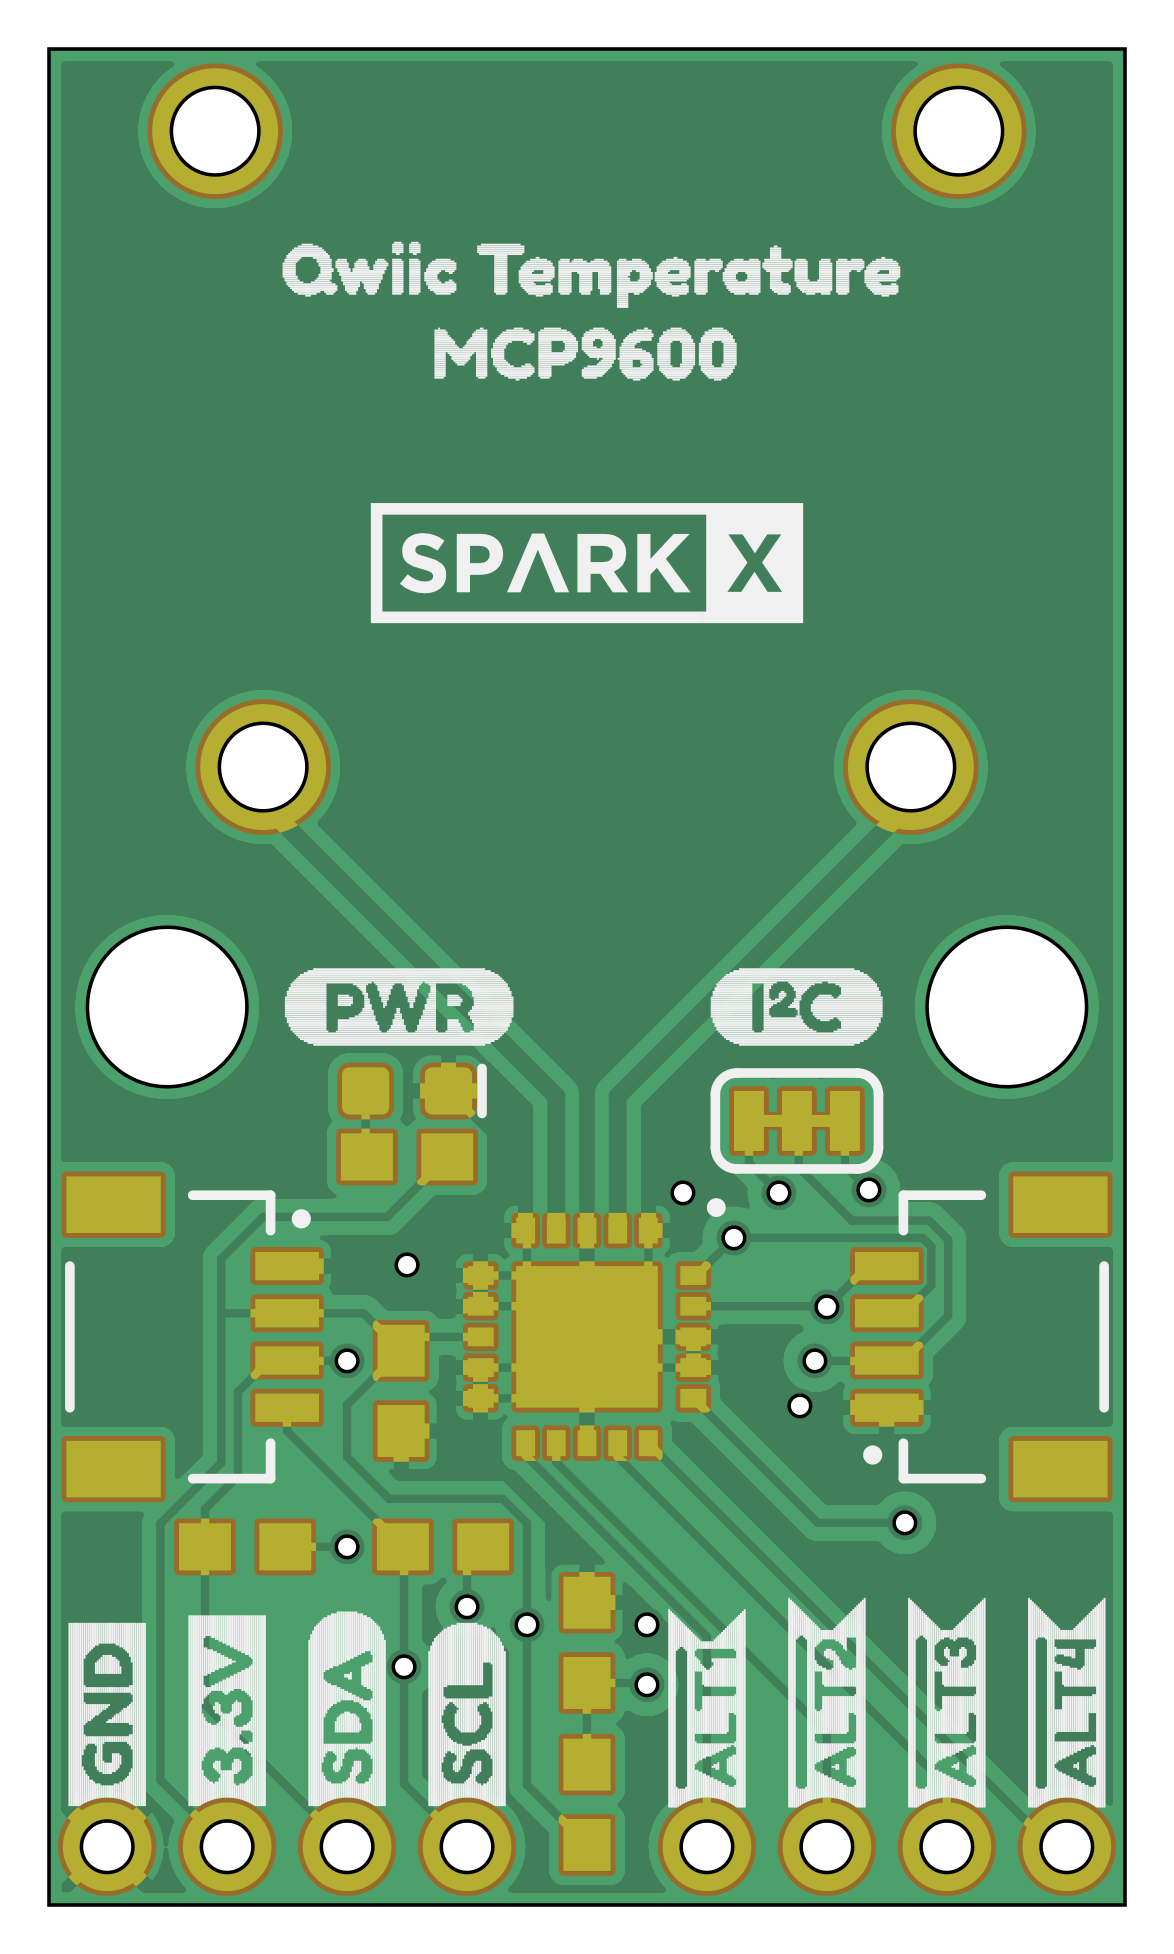 Qwiic Temperature
MCP9600
SPARK X
PWR
I²C
GND
3.3V
SDA
SCL
ALT1
ALT2
ALT3
ALT4